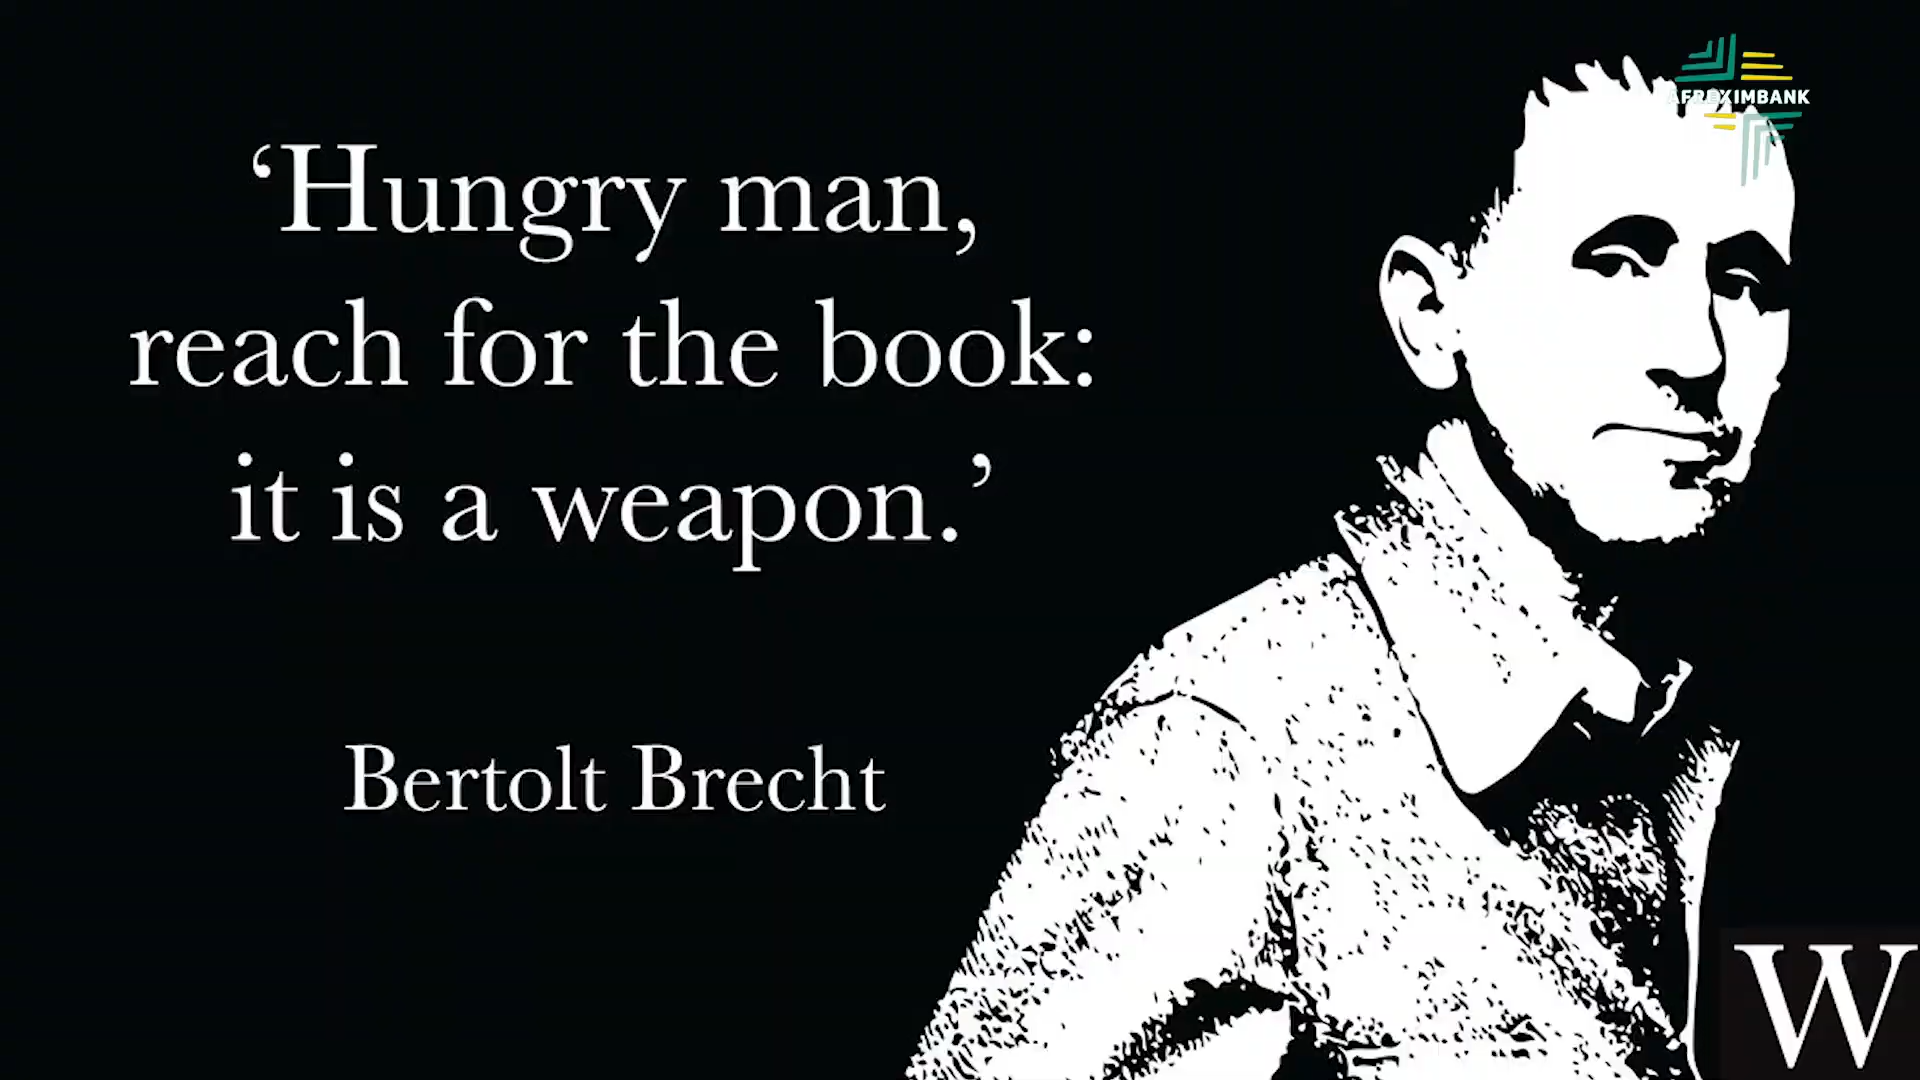 AFREXIMBANK
‘Hungry man,
reach for the book:
it is a weapon.’
Bertolt Brecht
W